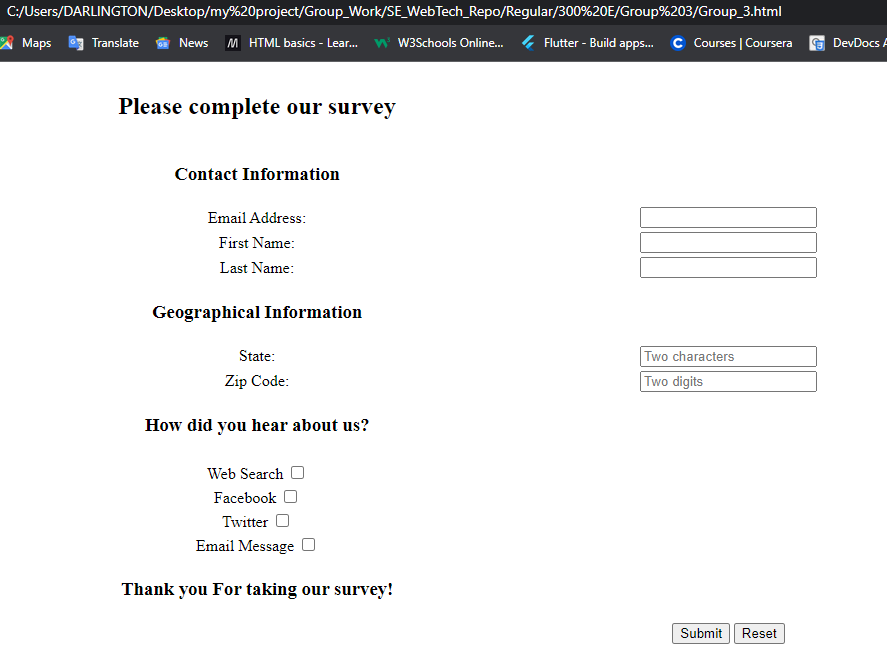 C:/Users/DARLINGTON/Desktop/my%20project/Group_Work/SE_WebTech_Repo/Regular/300%20E/Group%203/Group_3.html
Maps Translate News HTML basics - Lear... W3Schools Online... Flutter - Build apps... Courses | Coursera DevDocs A
Please complete our survey
Contact Information
Email Address:
First Name:
Last Name:
Geographical Information
State: Two characters
Zip Code: Two digits
How did you hear about us?
Web Search
Facebook
Twitter
Email Message
Thank you For taking our survey!
Submit Reset